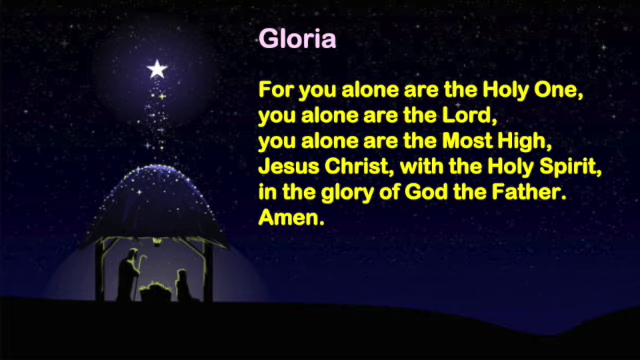 Gloria
For you alone are the Holy One,
you alone are the Lord,
you alone are the Most High,
Jesus Christ, with the Holy Spirit,
in the glory of God the Father.
Amen.